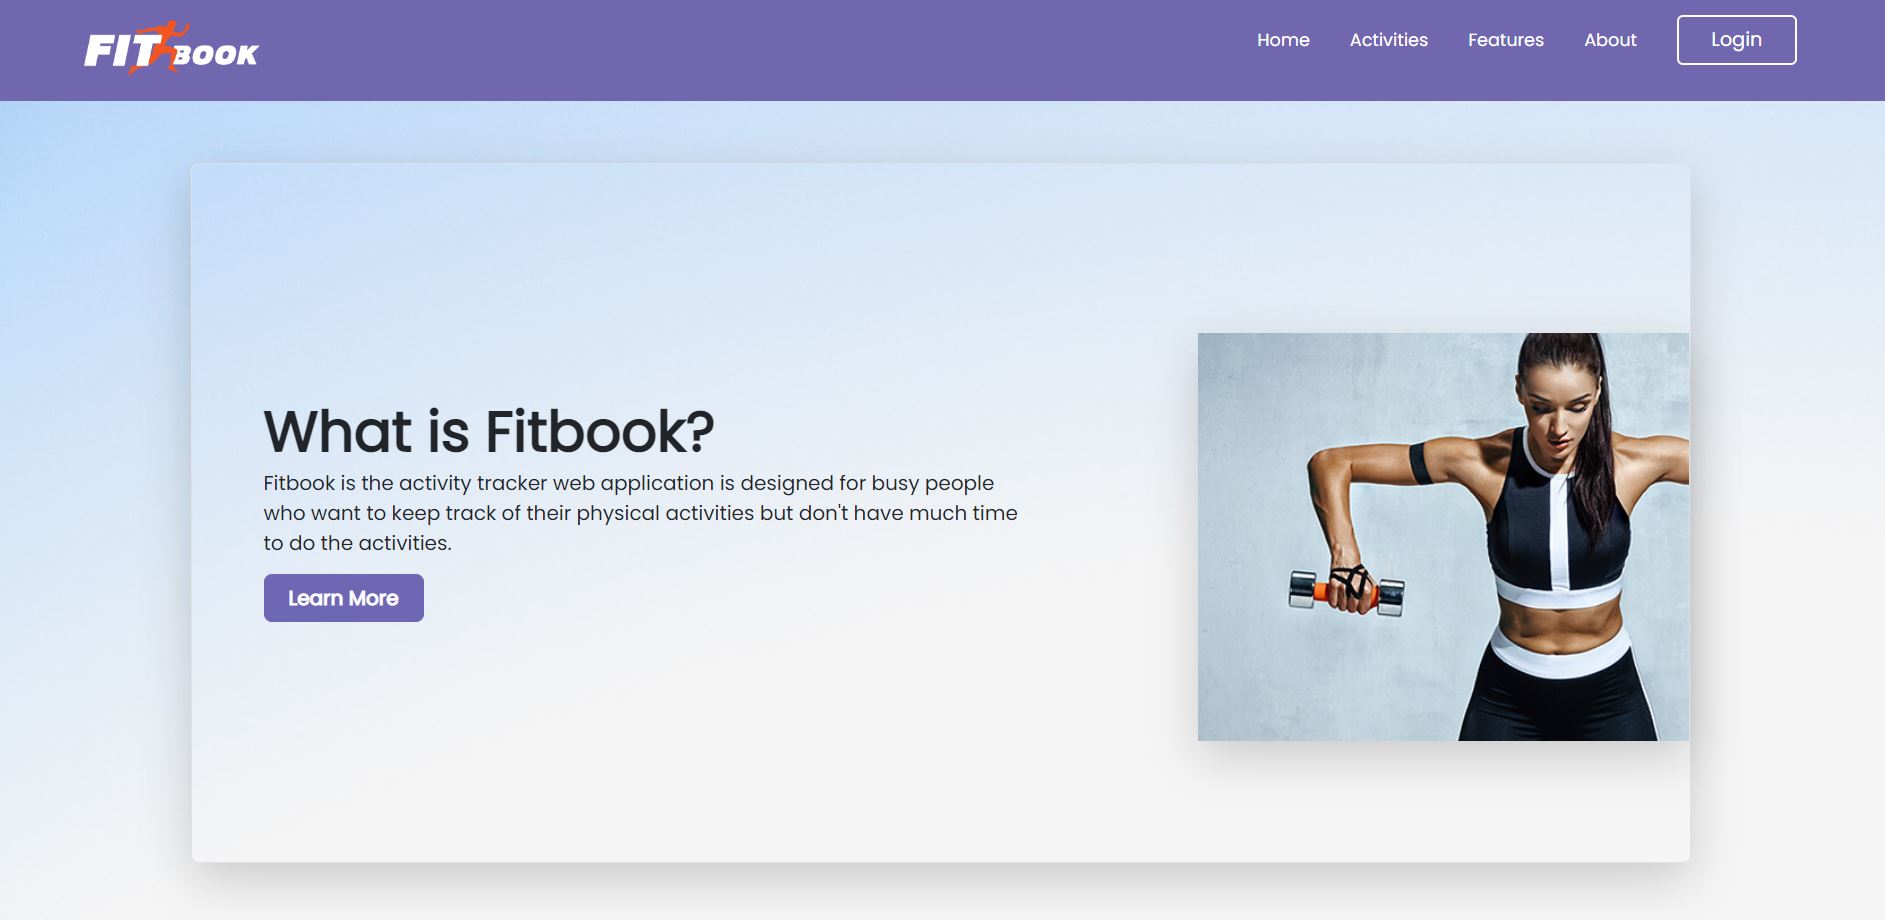 FITBOOK
Home
Activities
Features
About
Login
What is Fitbook?
Fitbook is the activity tracker web application is designed for busy people
who want to keep track of their physical activities but don't have much time
to do the activities.
Learn More